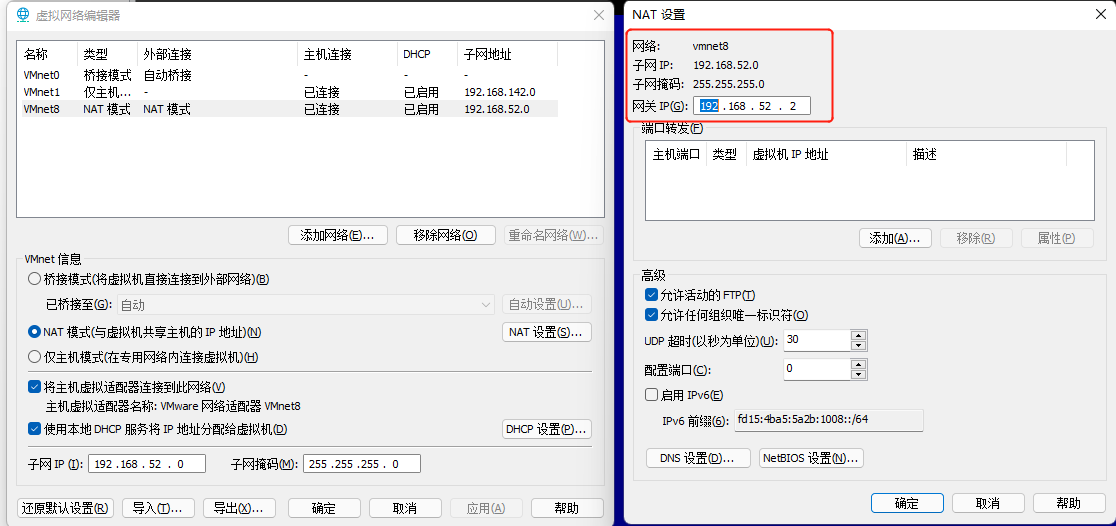 虚拟网络编辑器
名称 类型 外部连接 主机连接 DHCP 子网地址
VMnet0 桥接模式 自动桥接 - - -
VMnet1 仅主机... - 已连接 已启用 192.168.142.0
VMnet8 NAT 模式 NAT 模式 已连接 已启用 192.168.52.0
添加网络(E)... 移除网络(O) 重命名网络(W)...
VMnet 信息
桥接模式(将虚拟机直接连接到外部网络)(B)
已桥接至(G): 自动 自动设置(U)...
NAT 模式(与虚拟机共享主机的 IP 地址)(N) NAT 设置(S)...
仅主机模式(在专用网络内连接虚拟机)(H)
将主机虚拟适配器连接到此网络(V)
主机虚拟适配器名称: VMware 网络适配器 VMnet8
使用本地 DHCP 服务将 IP 地址分配给虚拟机(D) DHCP 设置(P)...
子网 IP (I): 192 .168 . 52 . 0 子网掩码(M): 255 .255 .255 . 0
还原默认设置(R) 导入(T)... 导出(X)... 确定 取消 应用(A) 帮助
NAT 设置
网络: vmnet8
子网 IP: 192.168.52.0
子网掩码: 255.255.255.0
网关 IP(G): 192 .168 . 52 . 2
端口转发(F)
主机端口 类型 虚拟机 IP 地址 描述
添加(A)... 移除(R) 属性(P)
高级
允许活动的 FTP(T)
允许任何组织唯一标识符(O)
UDP 超时(以秒为单位)(U): 30
配置端口(C): 0
启用 IPv6(E)
IPv6 前缀(6): fd15:4ba5:5a2b:1008::/64
DNS 设置(D)... NetBIOS 设置(N)...
确定 取消 帮助